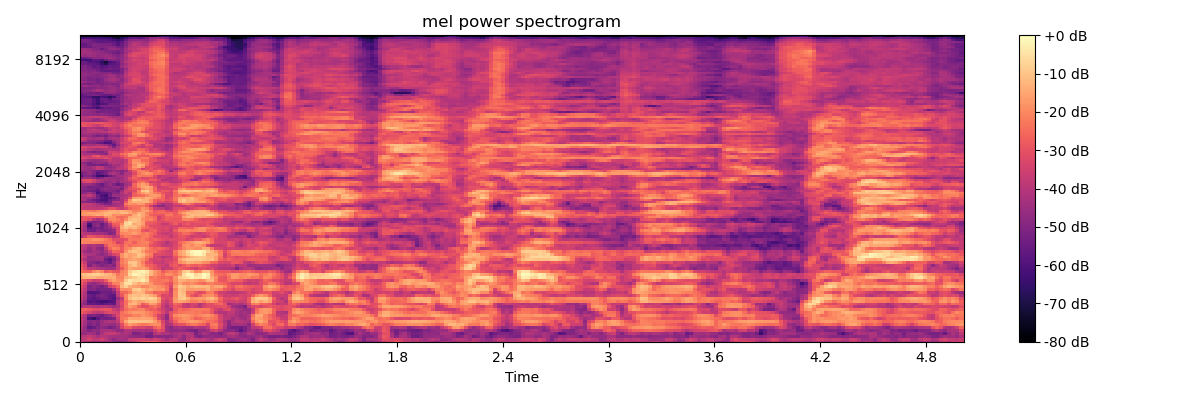 mel power spectrogram
8192
4096
2048
1024
512
0
Hz
0 0.6 1.2 1.8 2.4 3 3.6 4.2 4.8
Time
+0 dB
-10 dB
-20 dB
-30 dB
-40 dB
-50 dB
-60 dB
-70 dB
-80 dB